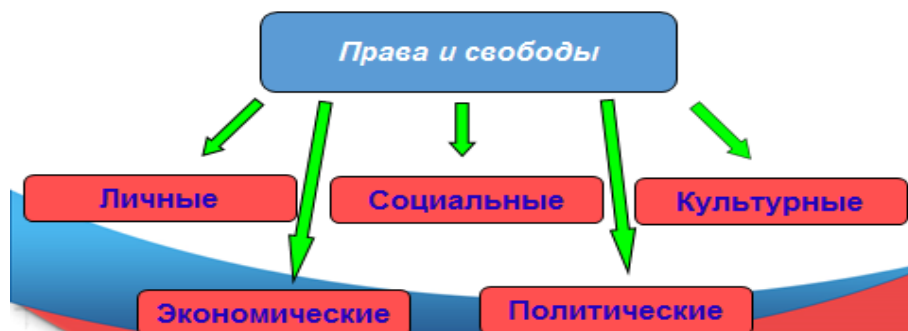 Права и свободы
Личные
Социальные
Культурные
Экономические
Политические